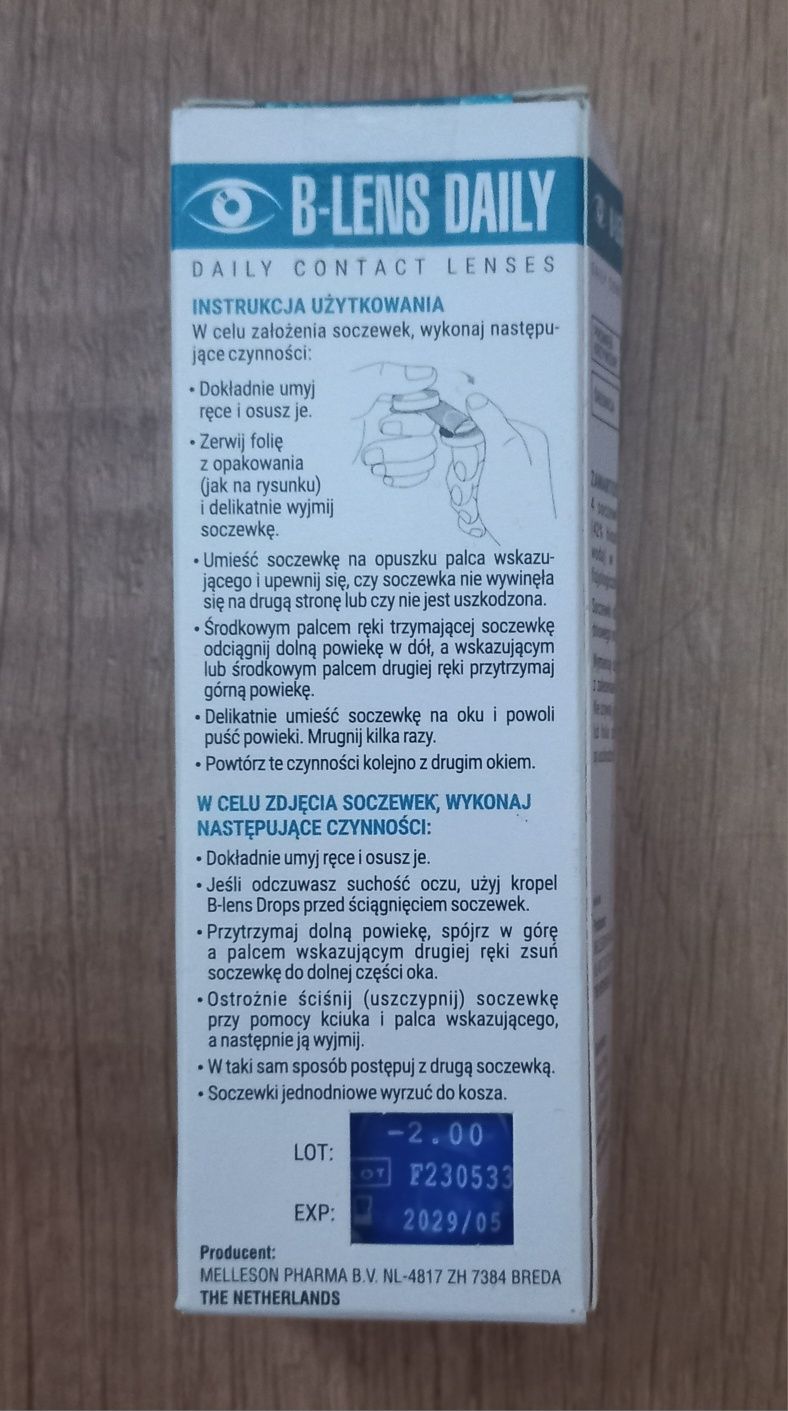 B-LENS DAILY
DAILY CONTACT LENSES
INSTRUKCJA UŻYTKOWANIA
W celu założenia soczewek, wykonaj następu-
jące czynności:
• Dokładnie umyj
ręce i osusz je.
• Zerwij folię
z opakowania
(jak na rysunku)
i delikatnie wyjmij
soczewkę.
• Umieść soczewkę na opuszku palca wskazu-
jącego i upewnij się, czy soczewka nie wywinęła
się na drugą stronę lub czy nie jest uszkodzona.
• Środkowym palcem ręki trzymającej soczewkę
odciągnij dolną powiekę w dół, a wskazującym
lub środkowym palcem drugiej ręki przytrzymaj
górną powiekę.
• Delikatnie umieść soczewkę na oku i powoli
puść powieki. Mrugnij kilka razy.
• Powtórz te czynności kolejno z drugim okiem.
W CELU ZDJĘCIA SOCZEWEK, WYKONAJ
NASTĘPUJĄCE CZYNNOŚCI:
• Dokładnie umyj ręce i osusz je.
• Jeśli odczuwasz suchość oczu, użyj kropel
B-lens Drops przed ściągnięciem soczewek.
• Przytrzymaj dolną powiekę, spójrz w górę
a palcem wskazującym drugiej ręki zsuń
soczewkę do dolnej części oka.
• Ostrożnie ściśnij (uszczypnij) soczewkę
przy pomocy kciuka i palca wskazującego,
a następnie ją wyjmij.
• W taki sam sposób postępuj z drugą soczewką.
• Soczewki jednodniowe wyrzuć do kosza.
-2.00
LOT: F230533
EXP: 2029/05
Producent:
MELLESON PHARMA B.V. NL-4817 ZH 7384 BREDA
THE NETHERLANDS